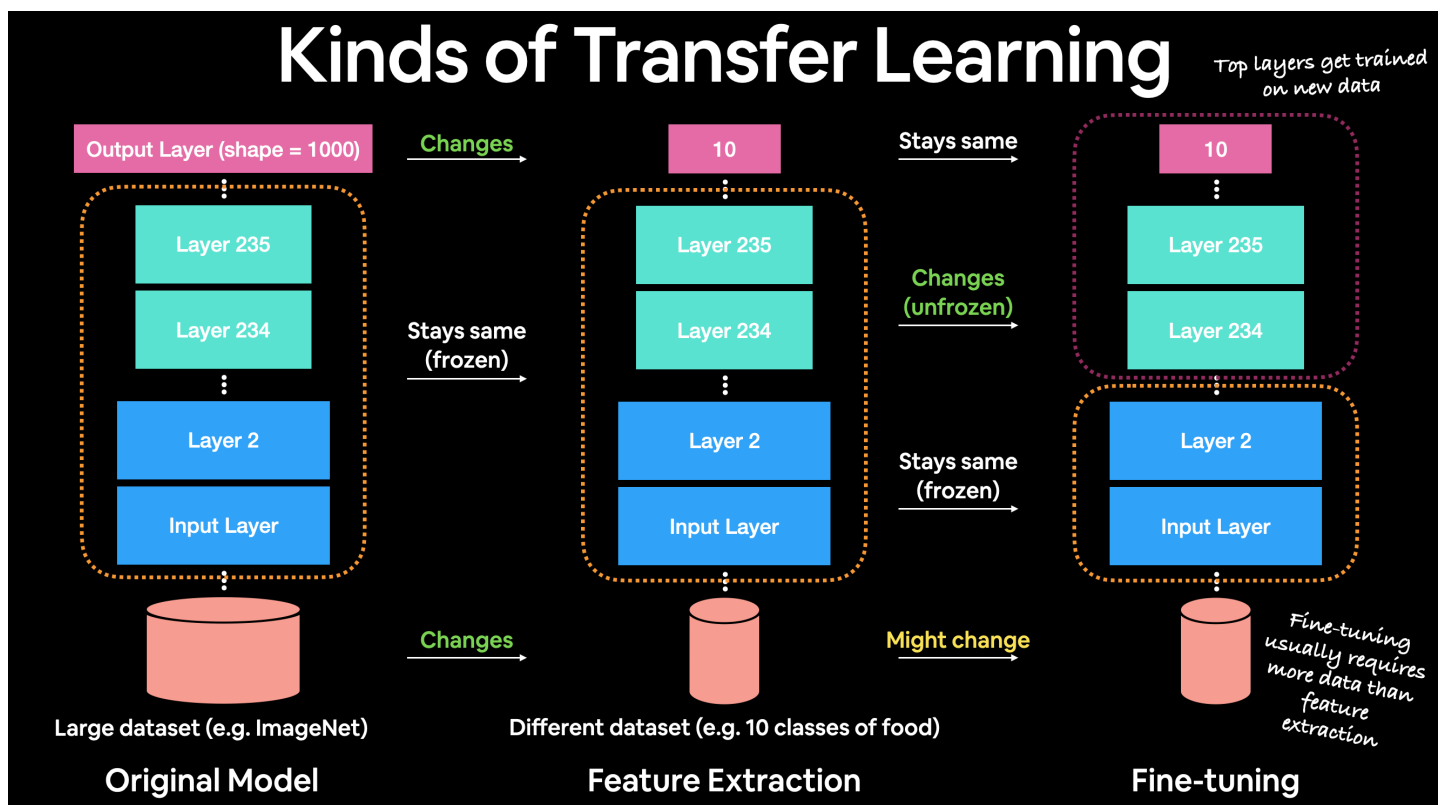 Kinds of Transfer Learning
Top layers get trained
on new data
Output Layer (shape = 1000)
Changes
10
Stays same
10
Layer 235
Layer 234
Layer 2
Input Layer
Stays same
(frozen)
Layer 235
Layer 234
Layer 2
Input Layer
Changes
(unfrozen)
Stays same
(frozen)
Layer 235
Layer 234
Layer 2
Input Layer
Changes
Might change
Fine-tuning
usually requires
more data than
feature
extraction
Large dataset (e.g. ImageNet)
Different dataset (e.g. 10 classes of food)
Original Model
Feature Extraction
Fine-tuning